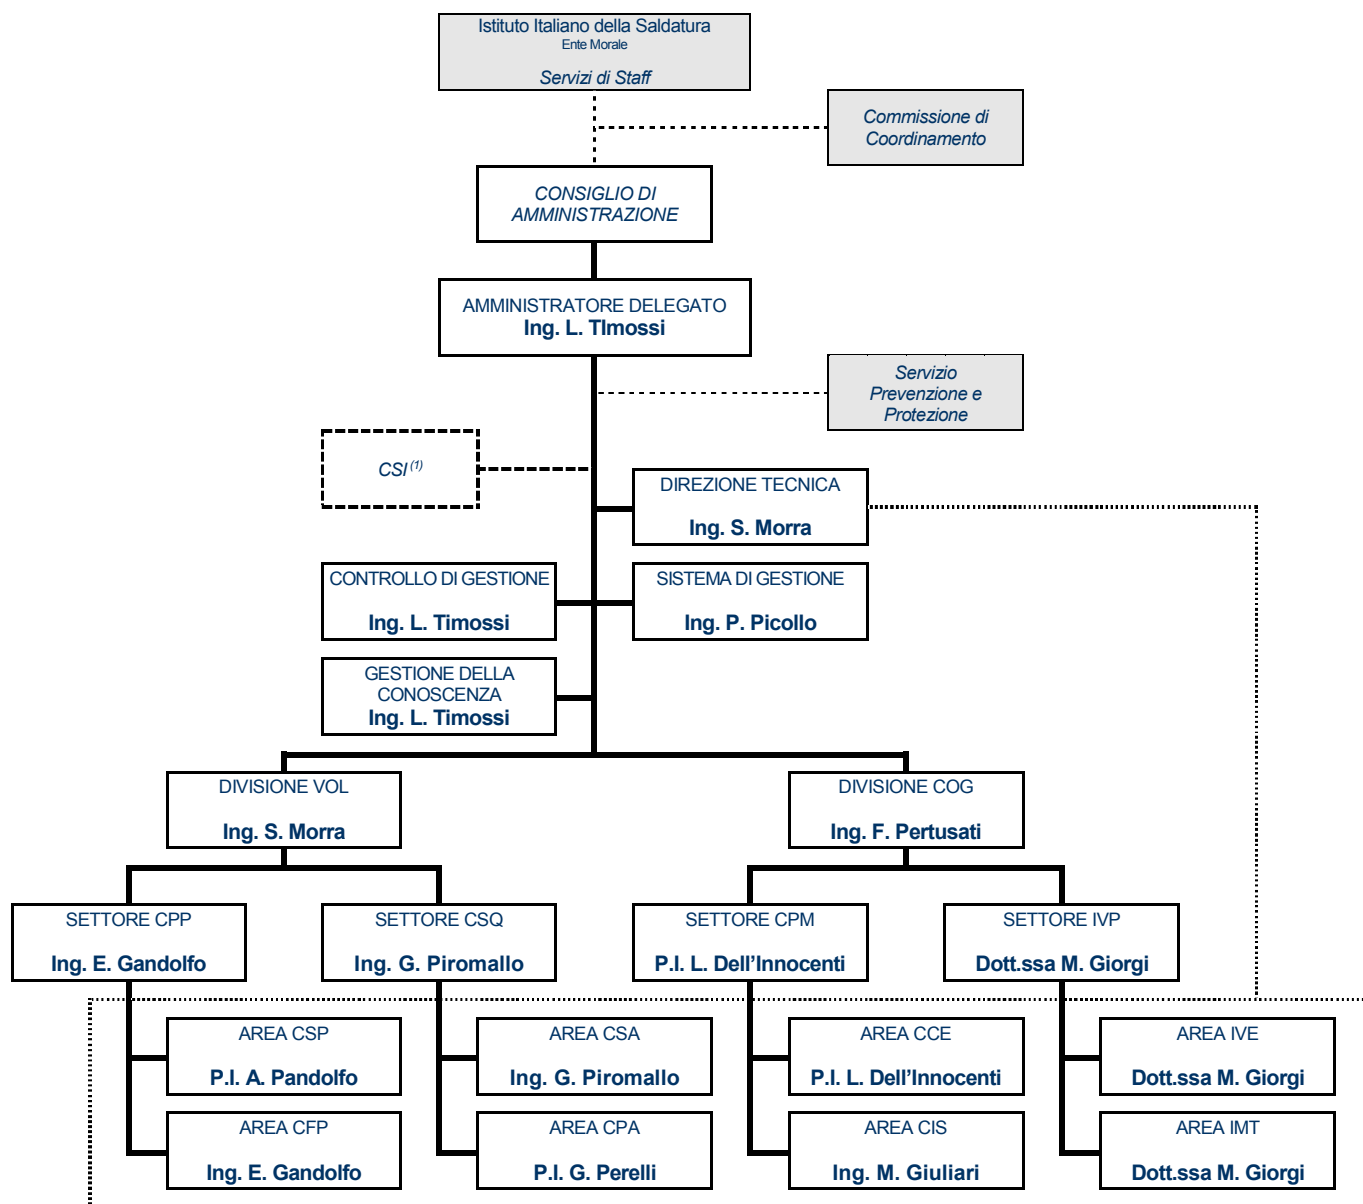 Istituto Italiano della Saldatura
Ente Morale
Servizi di Staff
Commissione di
Coordinamento
CONSIGLIO DI
AMMINISTRAZIONE
AMMINISTRATORE DELEGATO
Ing. L. TImossi
Servizio
Prevenzione e
Protezione
CSI (1)
DIREZIONE TECNICA
Ing. S. Morra
CONTROLLO DI GESTIONE
Ing. L. Timossi
SISTEMA DI GESTIONE
Ing. P. Picollo
GESTIONE DELLA
CONOSCENZA
Ing. L. Timossi
DIVISIONE VOL
Ing. S. Morra
DIVISIONE COG
Ing. F. Pertusati
SETTORE CPP
Ing. E. Gandolfo
SETTORE CSQ
Ing. G. Piromallo
SETTORE CPM
P.I. L. Dell'Innocenti
SETTORE IVP
Dott.ssa M. Giorgi
AREA CSP
P.I. A. Pandolfo
AREA CSA
Ing. G. Piromallo
AREA CCE
P.I. L. Dell'Innocenti
AREA IVE
Dott.ssa M. Giorgi
AREA CFP
Ing. E. Gandolfo
AREA CPA
P.I. G. Perelli
AREA CIS
Ing. M. Giuliari
AREA IMT
Dott.ssa M. Giorgi